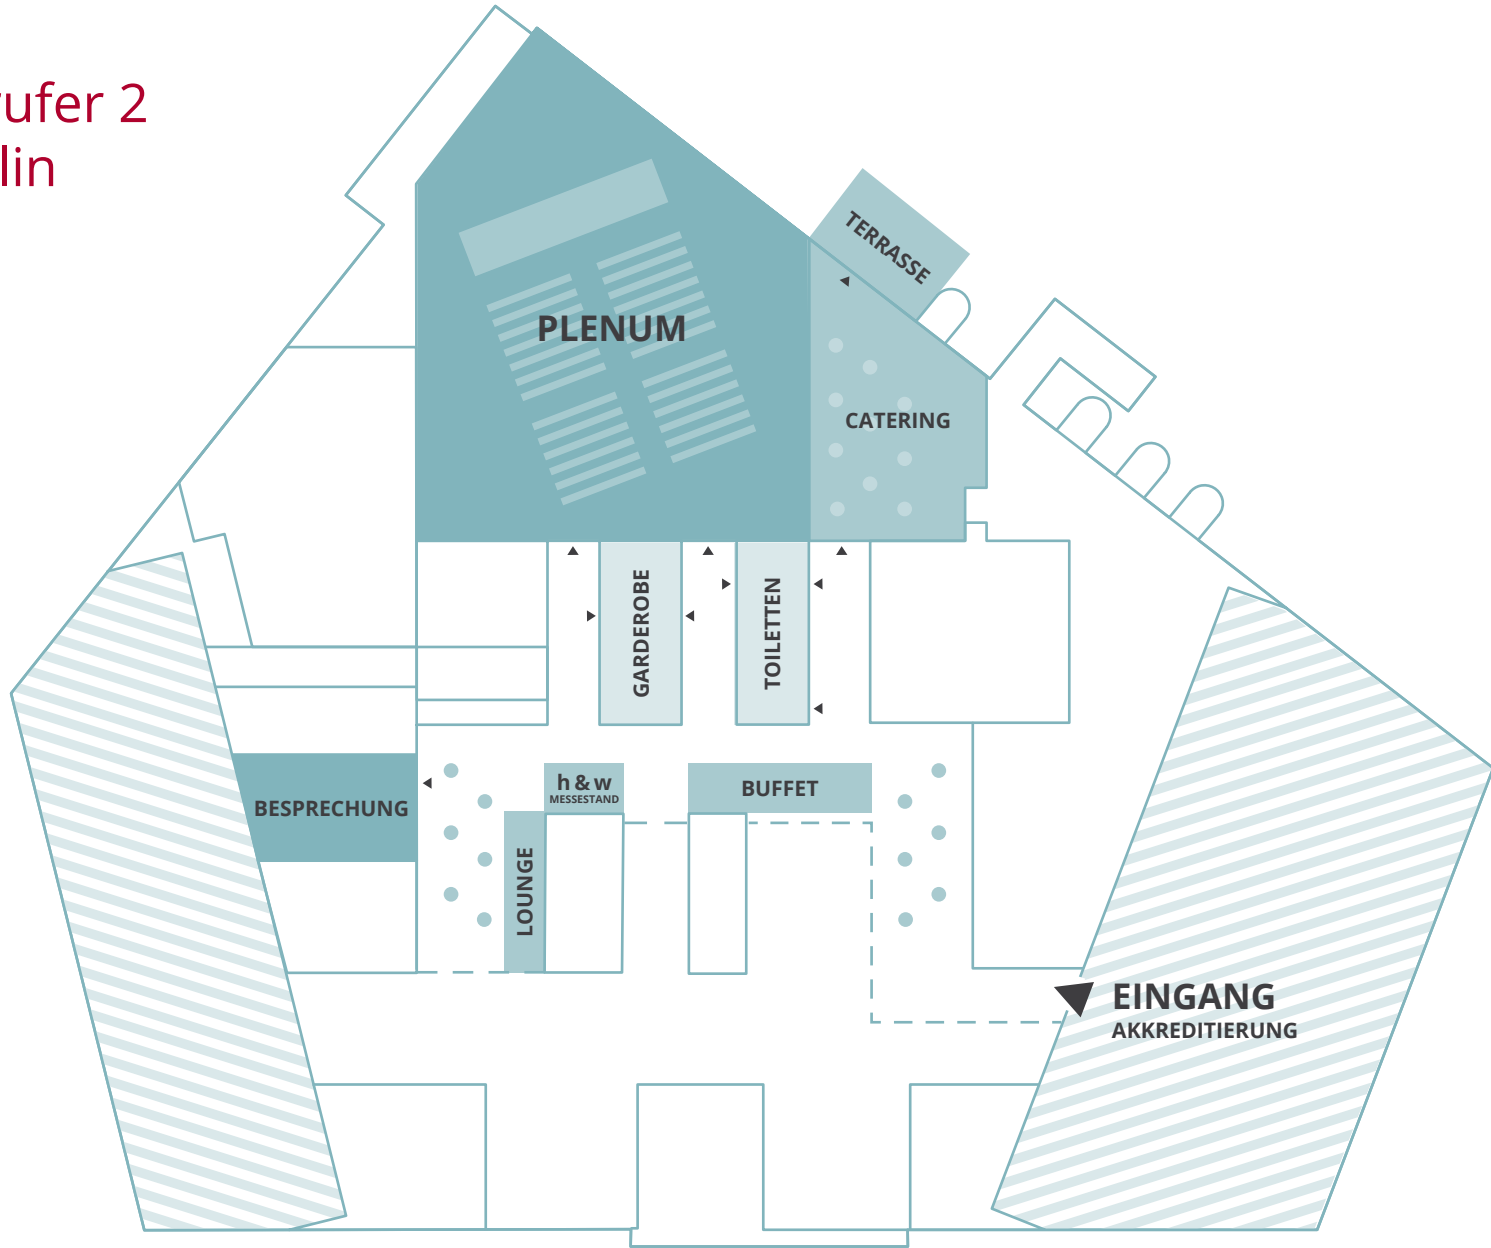 ufer 2
lin
TERRASSE
PLENUM
CATERING
GARDEROBE
TOILETTEN
h & w
MESSESTAND
BUFFET
BESPRECHUNG
LOUNGE
EINGANG
AKKREDITIERUNG